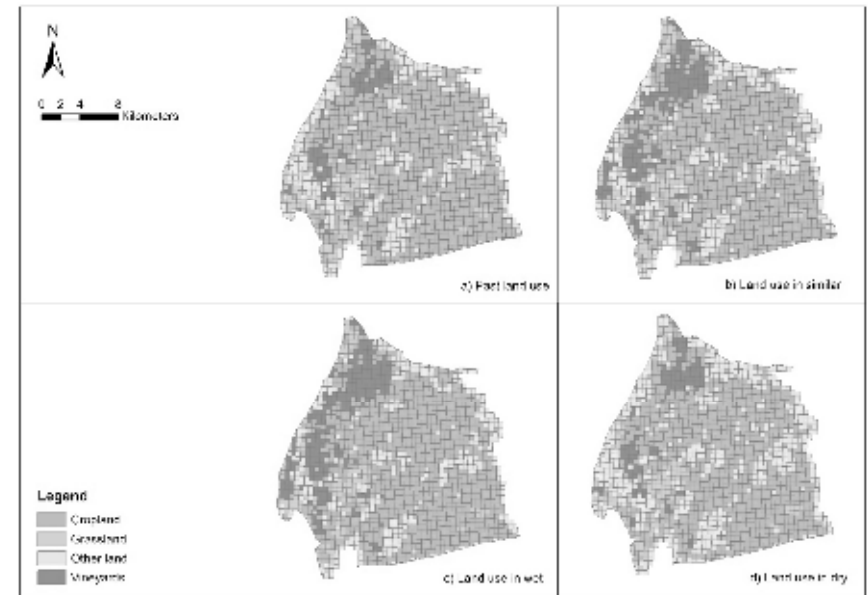 N
0 2 4 8
Kilometers
a) Past land use
b) Land use in similar
Legend
Cropland
Grassland
Other land
Vineyards
c) Land use in wet
d) Land use in dry